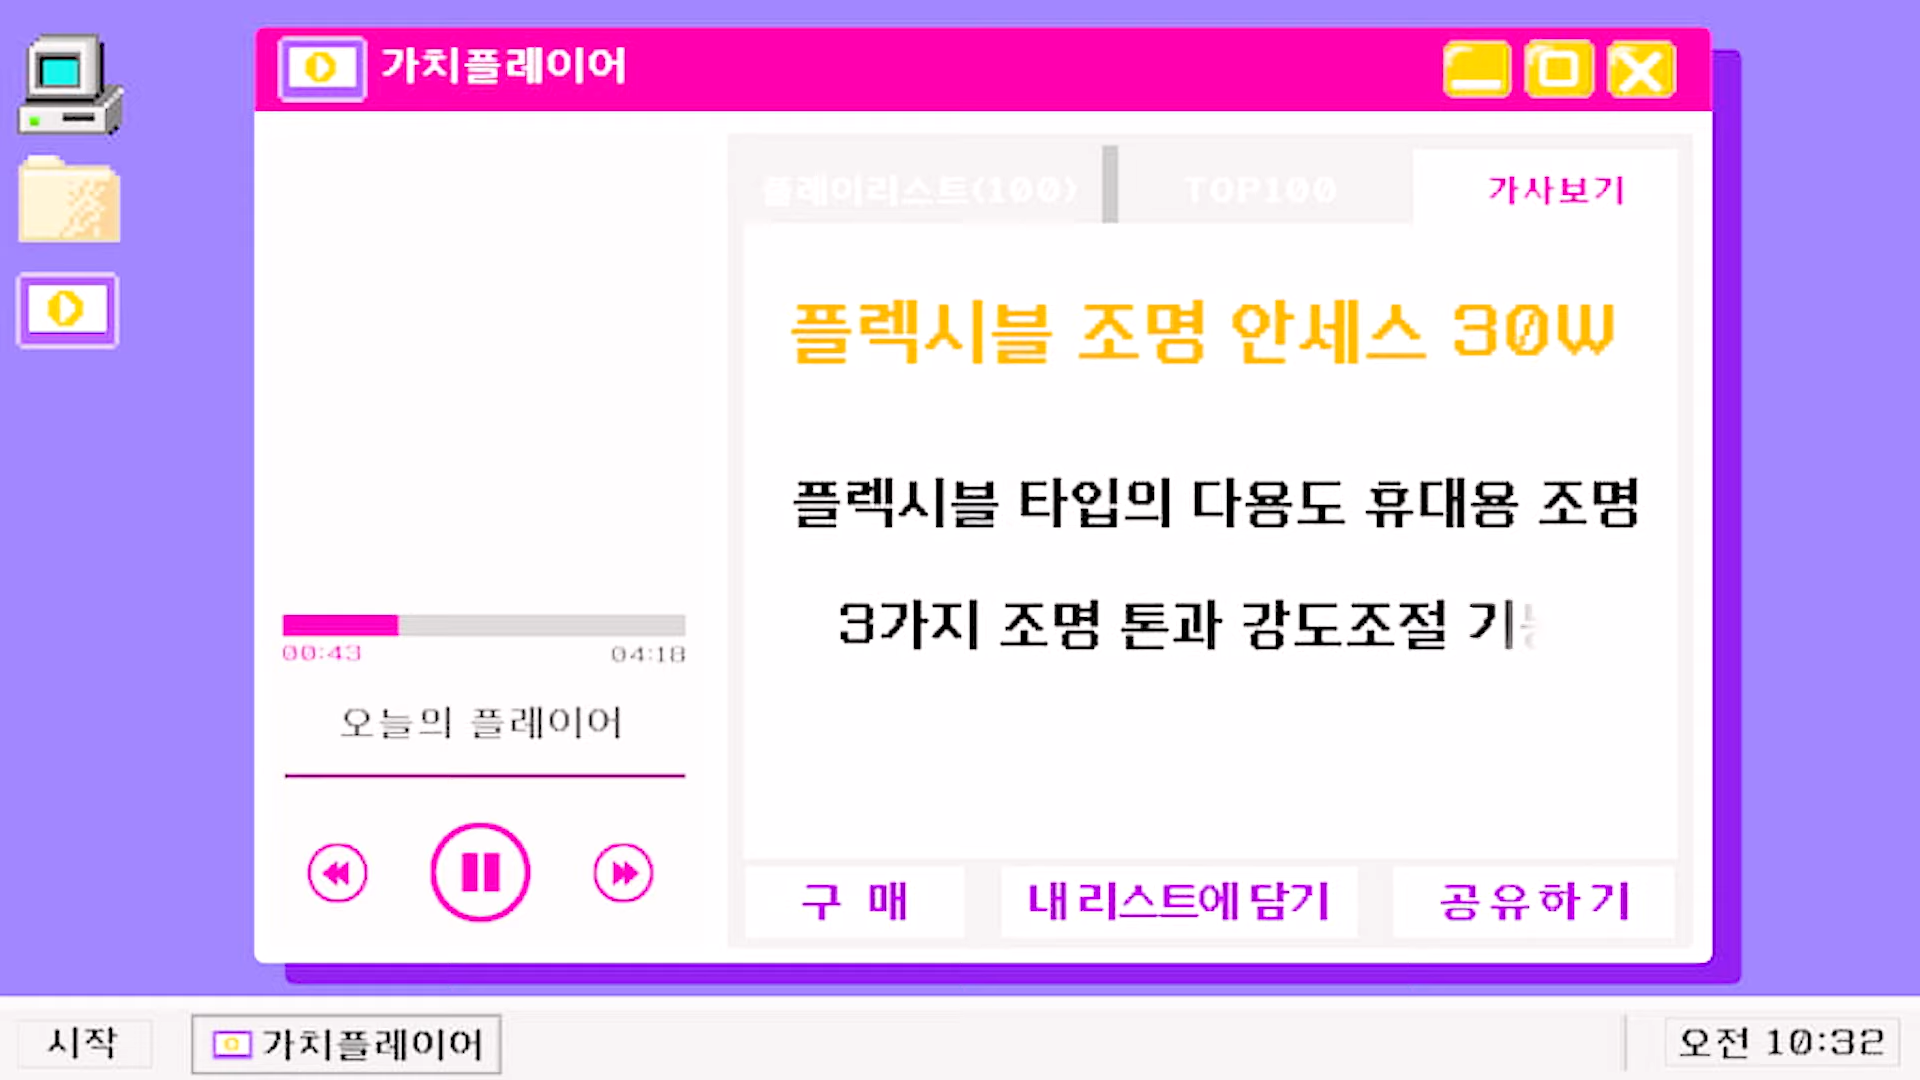 가치플레이어
플레이리스트(100)
TOP100
가사보기
플렉시블 조명 안세스 30W
플렉시블 타입의 다용도 휴대용 조명
3가지 조명 톤과 강도조절 기
00:43
04:18
오늘의 플레이어
구 매
내리스트에담기
공유하기
시작
가치플레이어
오전 10:32